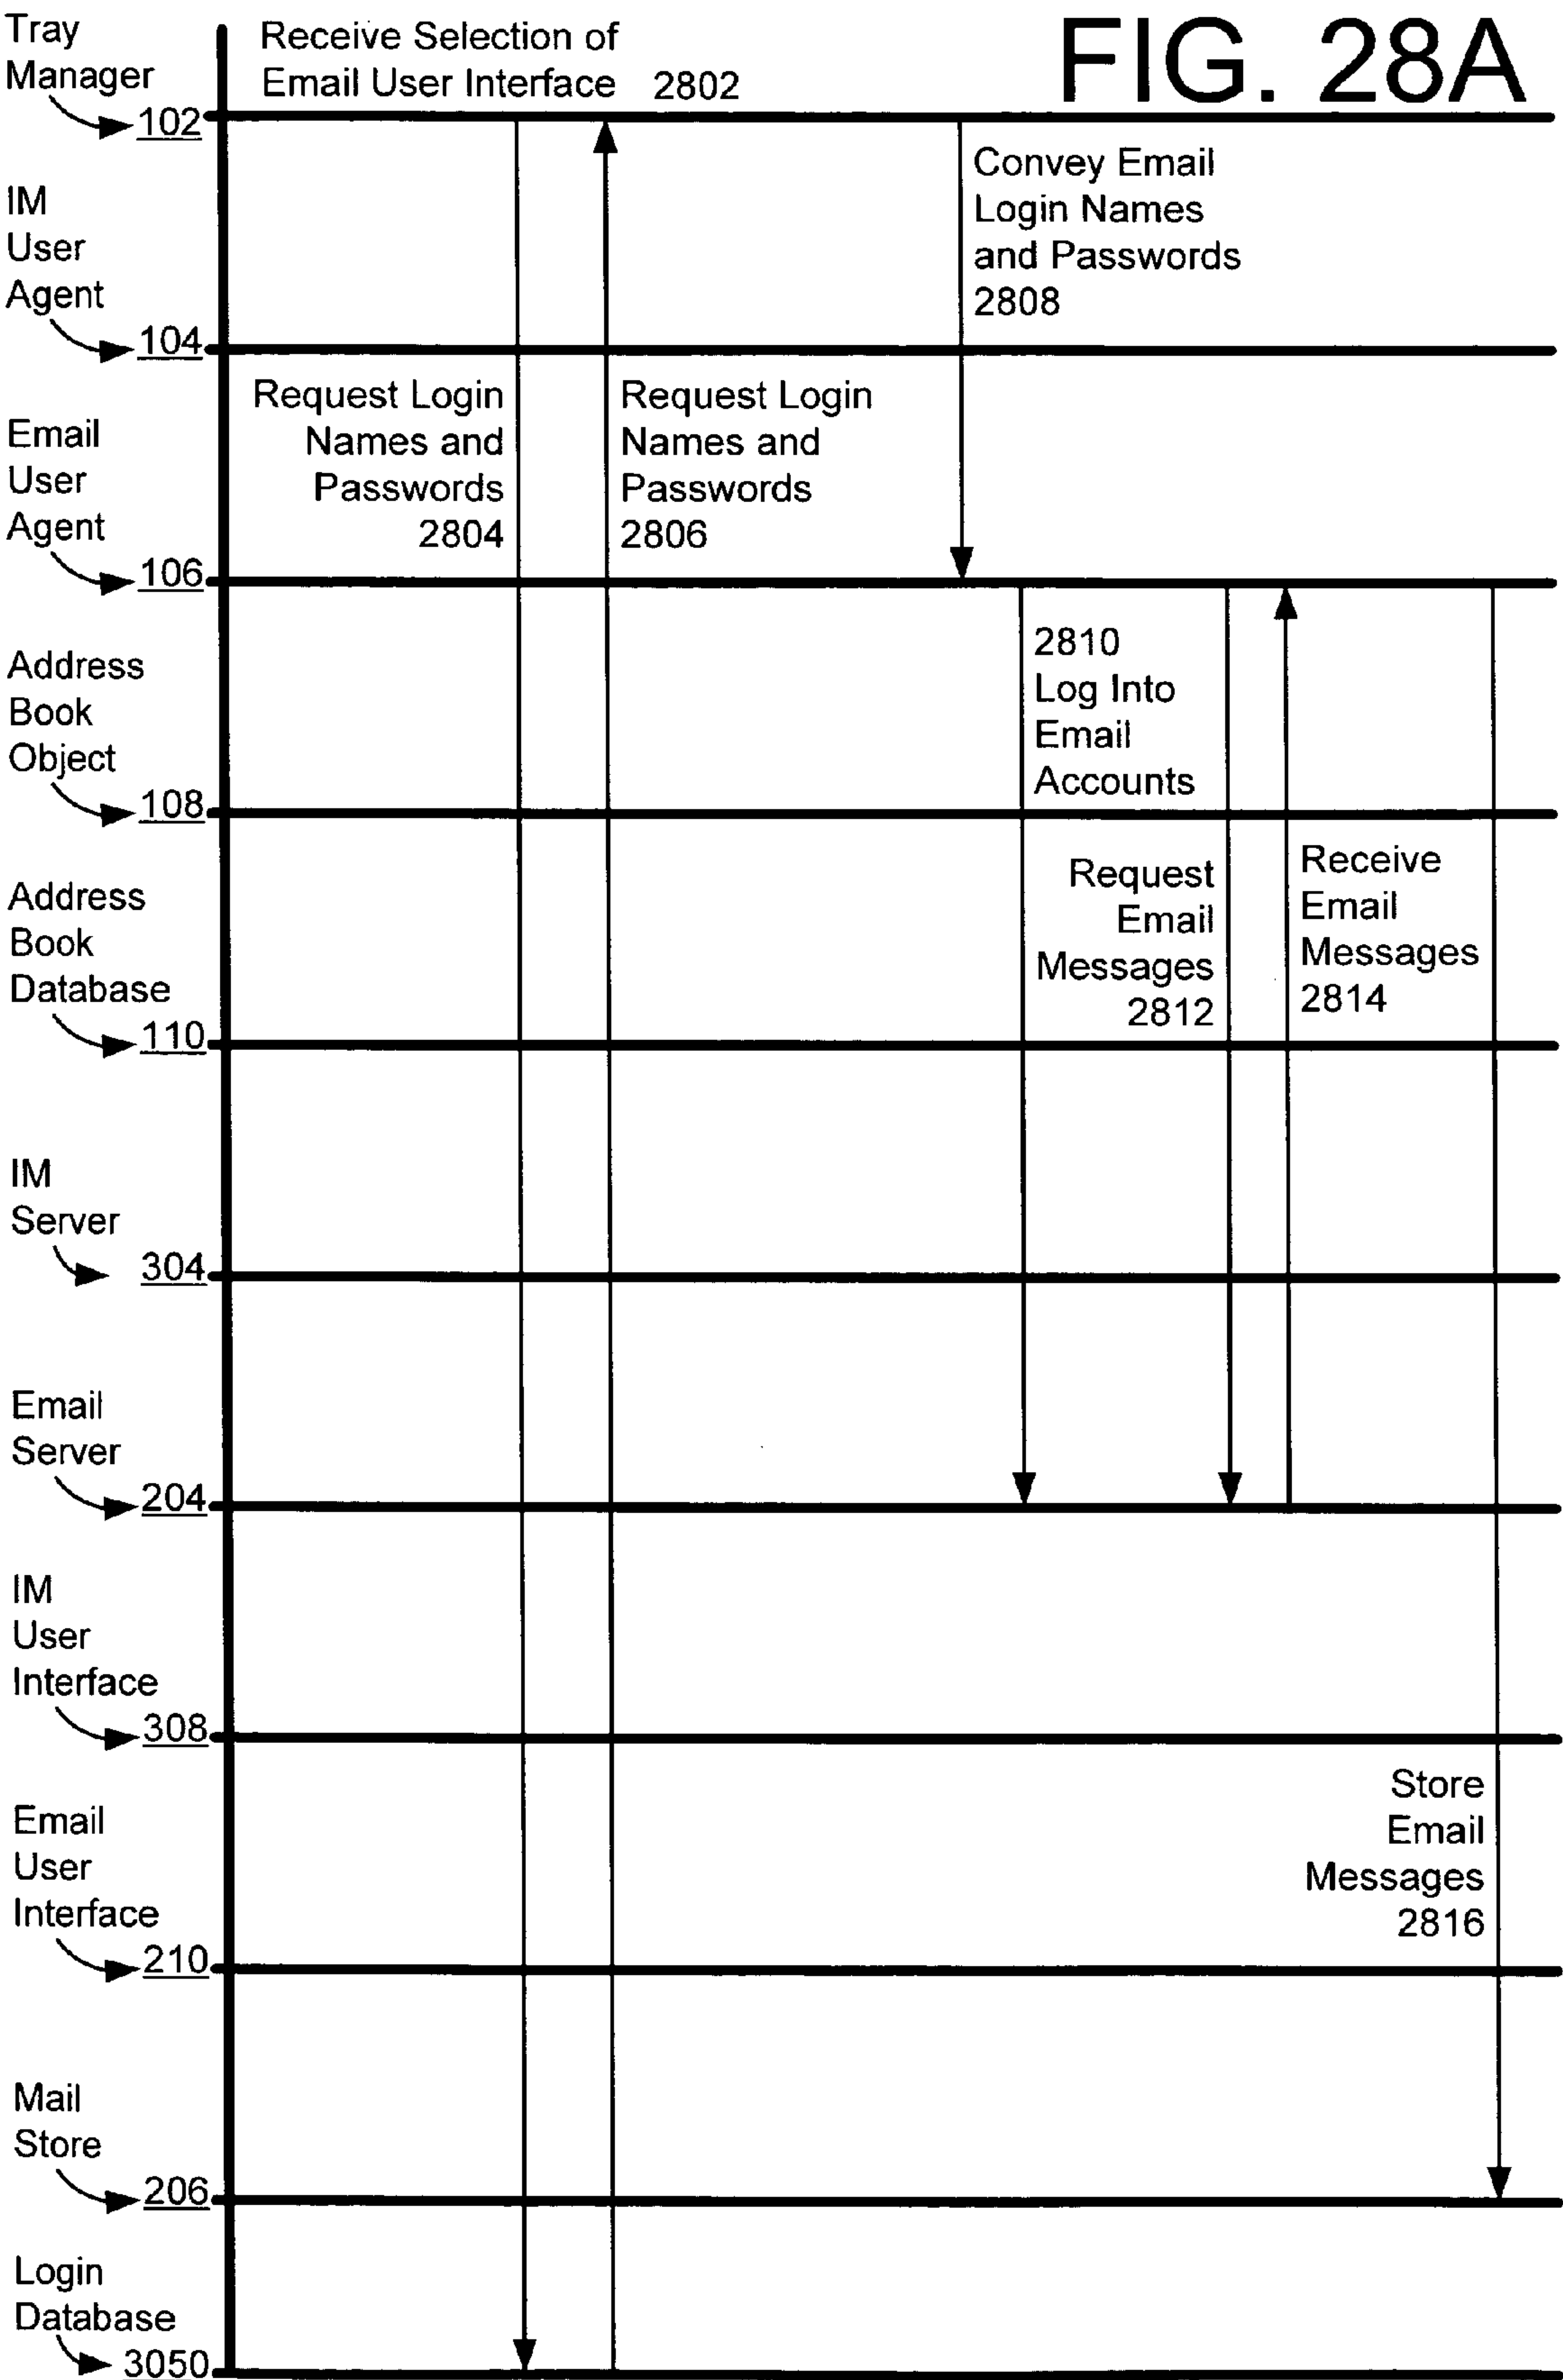 FIG. 28A
Tray
Manager
102
Receive Selection of
Email User Interface 2802
Convey Email
Login Names
and Passwords
2808
IM
User
Agent
104
Request Login
Names and
Passwords
2804
Request Login
Names and
Passwords
2806
Email
User
Agent
106
2810
Log Into
Email
Accounts
Address
Book
Object
108
Request
Email
Messages
2812
Receive
Email
Messages
2814
Address
Book
Database
110
IM
Server
304
Email
Server
204
IM
User
Interface
308
Store
Email
Messages
2816
Email
User
Interface
210
Mail
Store
206
Login
Database
3050